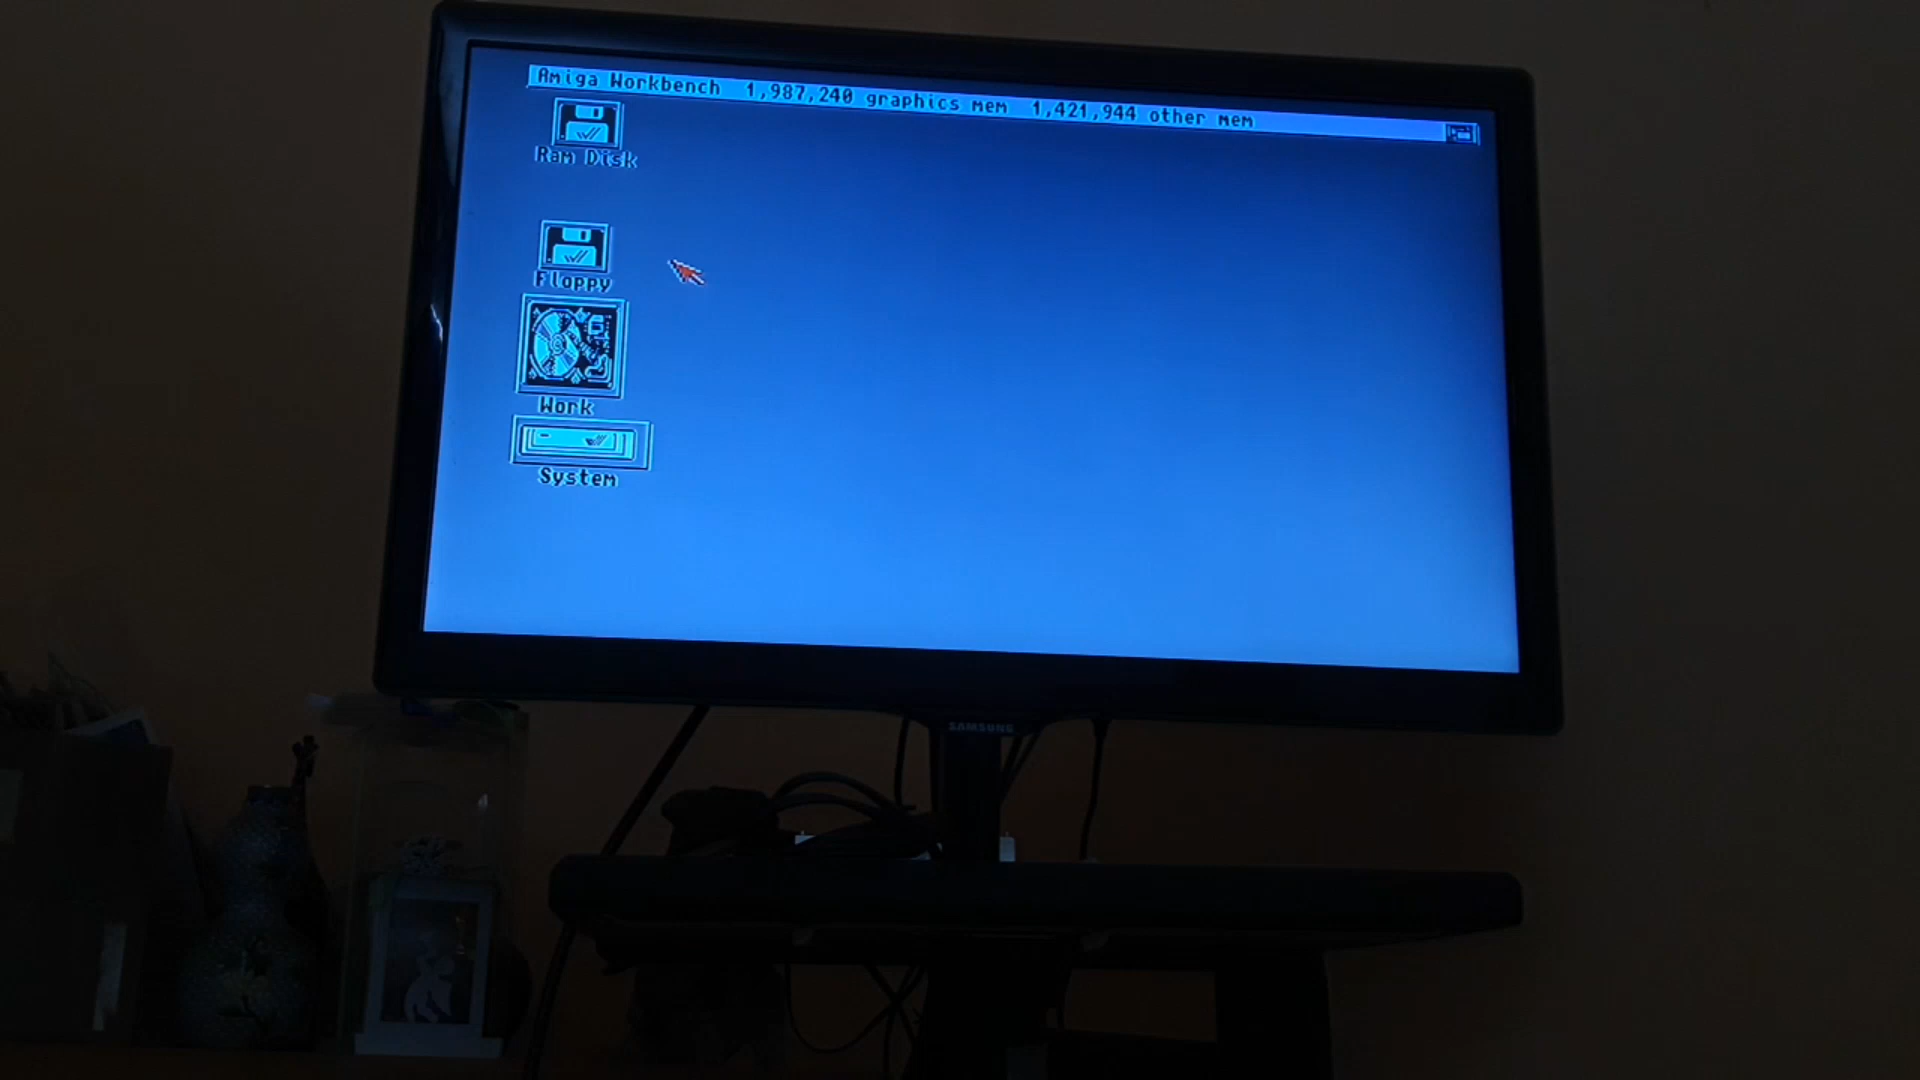 Amiga Workbench 1,987,240 graphics mem 1,421,944 other mem
Ram Disk
Floppy
Work
System
SAMSUNG